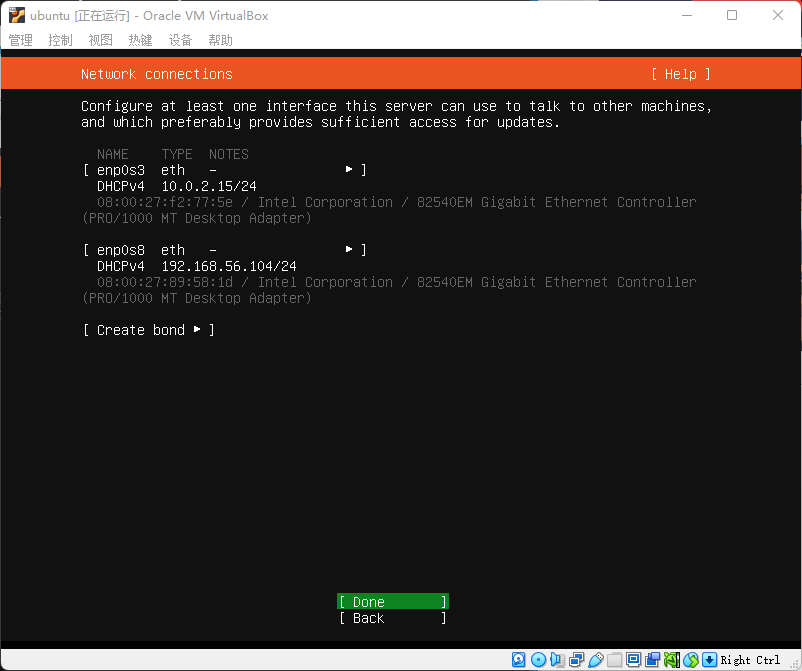 ubuntu [正在运行] - Oracle VM VirtualBox
管理 控制 视图 热键 设备 帮助
Network connections [ Help ]
Configure at least one interface this server can use to talk to other machines,
and which preferably provides sufficient access for updates.
NAME TYPE NOTES
[ enp0s3 eth - ▸ ]
DHCPv4 10.0.2.15/24
08:00:27:f2:77:5e / Intel Corporation / 82540EM Gigabit Ethernet Controller
(PRO/1000 MT Desktop Adapter)
[ enp0s8 eth - ▸ ]
DHCPv4 192.168.56.104/24
08:00:27:89:58:1d / Intel Corporation / 82540EM Gigabit Ethernet Controller
(PRO/1000 MT Desktop Adapter)
[ Create bond ▸ ]
[ Done ]
[ Back ]
Right Ctrl